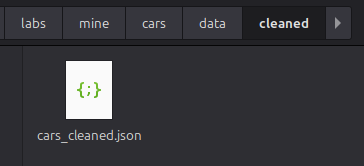 labs mine cars data cleaned
{;}
cars_cleaned.json